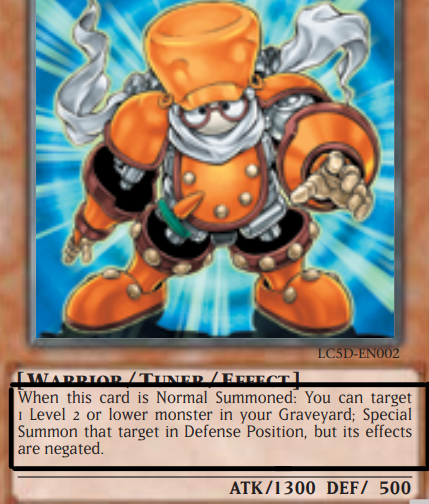 LC5D-EN002
[WARRIOR/TUNER/EFFECT]
When this card is Normal Summoned: You can target
1 Level 2 or lower monster in your Graveyard; Special
Summon that target in Defense Position, but its effects
are negated.
ATK/1300 DEF/ 500